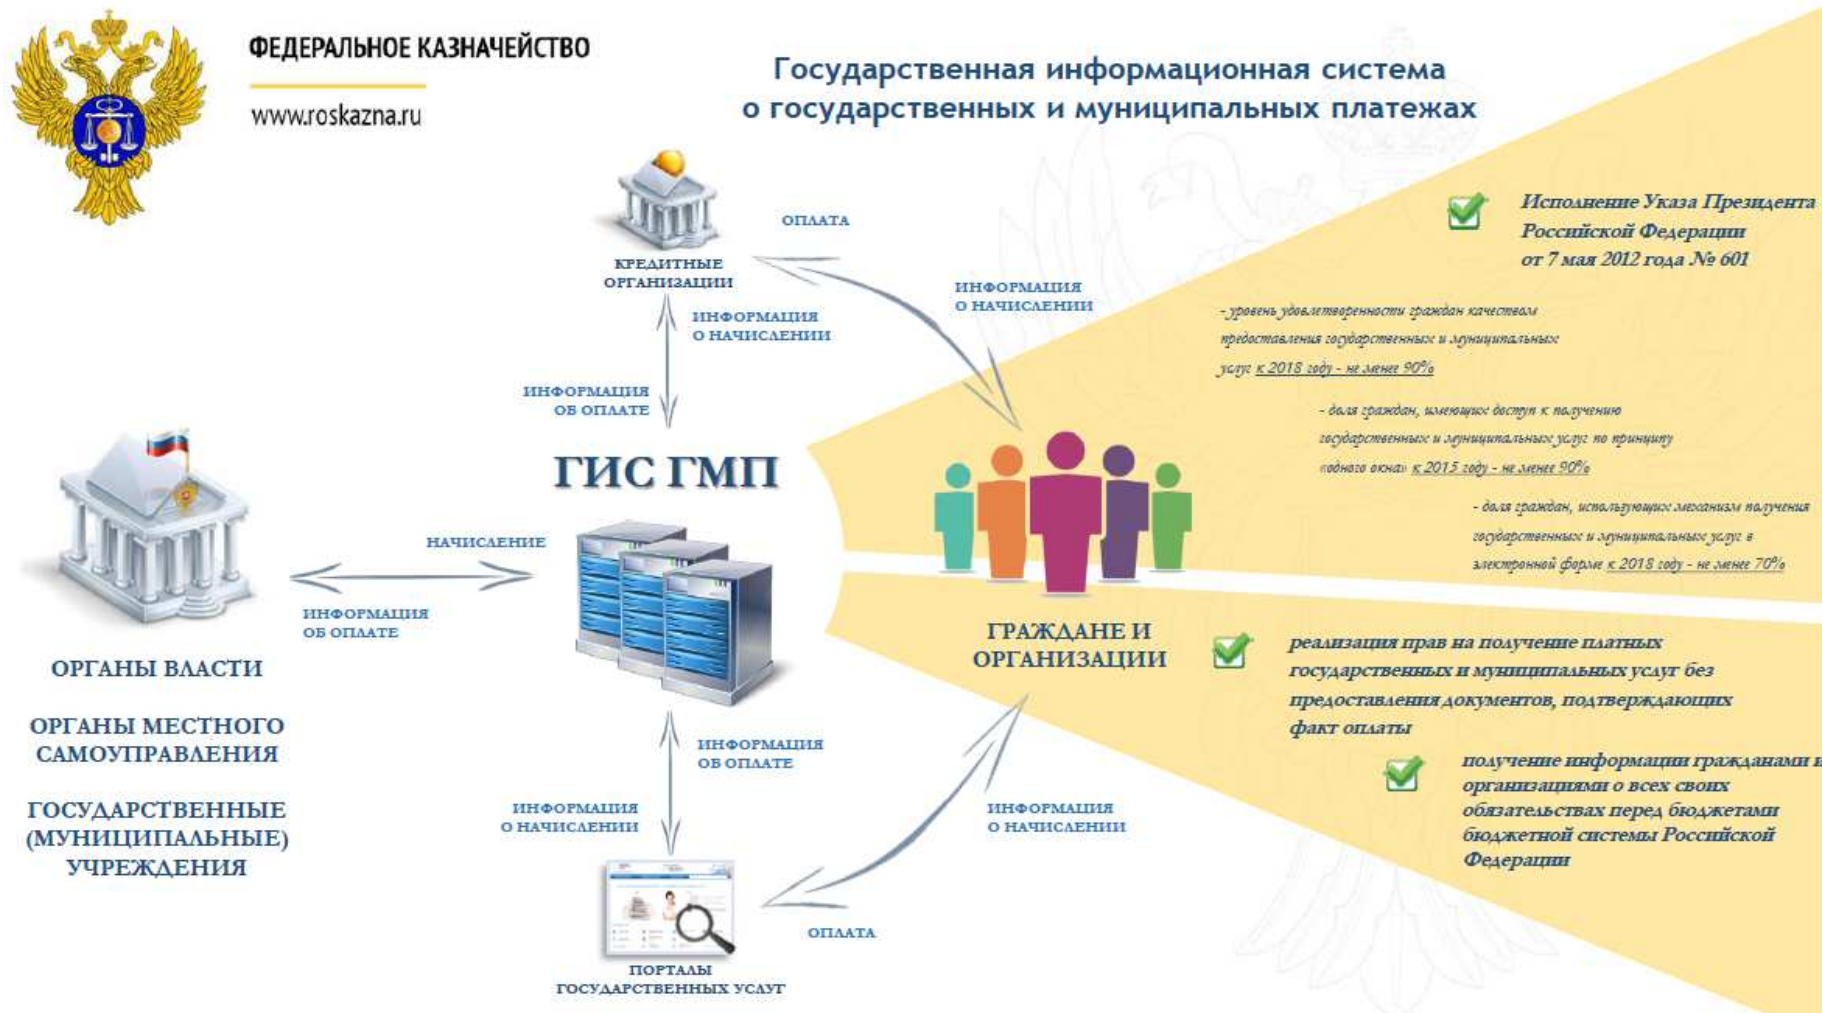 ФЕДЕРАЛЬНОЕ КАЗНАЧЕЙСТВО
www.roskazna.ru
Государственная информационная система
о государственных и муниципальных платежах
КРЕДИТНЫЕ
ОРГАНИЗАЦИИ
ОПЛАТА
ИНФОРМАЦИЯ
О НАЧИСЛЕНИИ
ИНФОРМАЦИЯ
О НАЧИСЛЕНИИ
ИНФОРМАЦИЯ
ОБ ОПЛАТЕ
ГИС ГМП
НАЧИСЛЕНИЕ
ИНФОРМАЦИЯ
ОБ ОПЛАТЕ
ОРГАНЫ ВЛАСТИ
ОРГАНЫ МЕСТНОГО
САМОУПРАВЛЕНИЯ
ГОСУДАРСТВЕННЫЕ
(МУНИЦИПАЛЬНЫЕ)
УЧРЕЖДЕНИЯ
ИНФОРМАЦИЯ
ОБ ОПЛАТЕ
ИНФОРМАЦИЯ
О НАЧИСЛЕНИИ
ПОРТАЛЫ
ГОСУДАРСТВЕННЫХ УСЛУГ
ОПЛАТА
ИНФОРМАЦИЯ
О НАЧИСЛЕНИИ
ГРАЖДАНЕ И
ОРГАНИЗАЦИИ
Исполнение Указа Президента
Российской Федерации
от 7 мая 2012 года № 601
- уровень удовлетворенности граждан качеством
предоставления государственных и муниципальных
услуг к 2018 году - не менее 90%
- доля граждан, имеющих доступ к получению
государственных и муниципальных услуг по принципу
«одного окна» к 2015 году - не менее 90%
- доля граждан, использующих механизм получения
государственных и муниципальных услуг в
электронной форме к 2018 году - не менее 70%
реализация прав на получение платных
государственных и муниципальных услуг без
предоставления документов, подтверждающих
факт оплаты
получение информации гражданами и
организациями о всех своих
обязательствах перед бюджетами
бюджетной системы Российской
Федерации